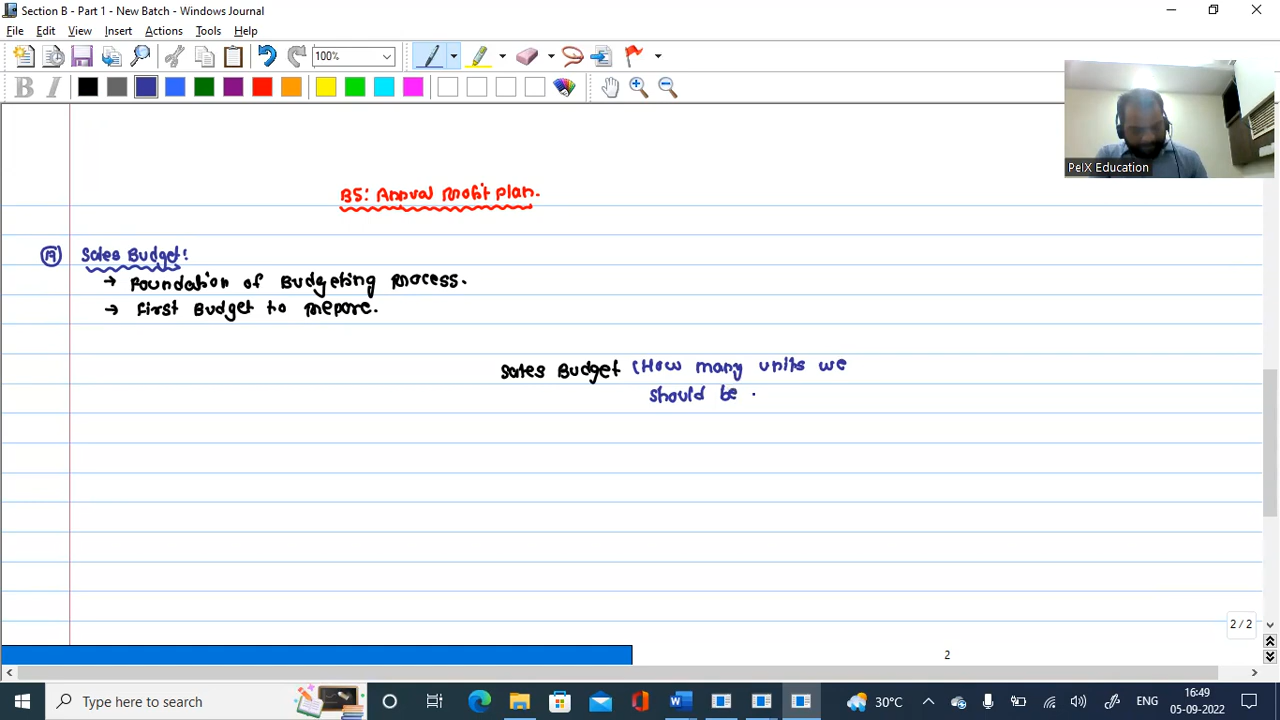 Section B - Part 1 - New Batch - Windows Journal
File Edit View Insert Actions Tools Help
100%
B I
PelX Education
B5: Annual Profit Plan.
(A) Sales Budget:
→ Foundation of Budgeting Process.
→ First Budget to prepare.
Sales Budget (How many units we
should be
2 / 2
2
Type here to search
30°C
ENG
16:49
05-09-2022